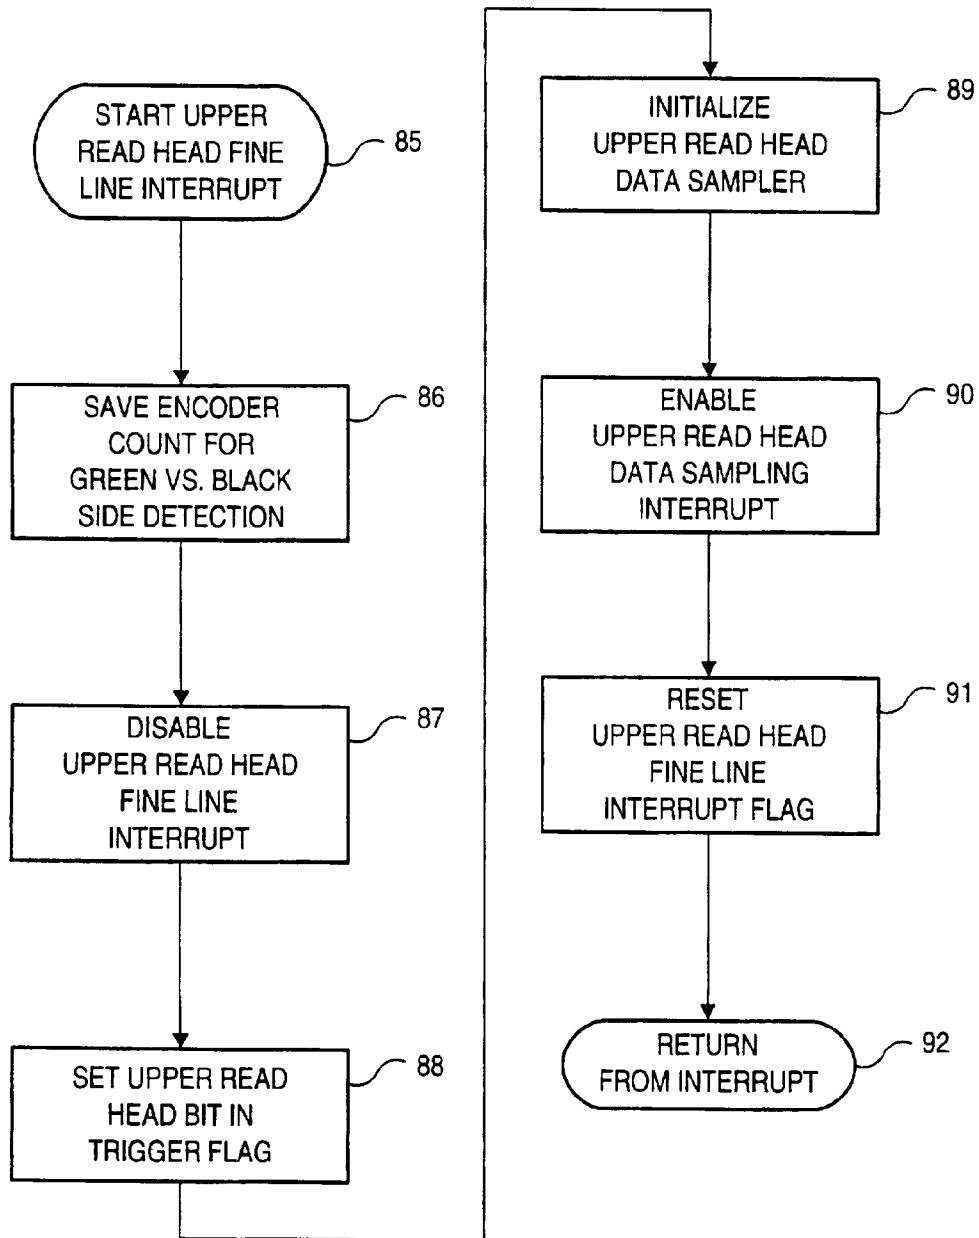 START UPPER
READ HEAD FINE
LINE INTERRUPT
85
SAVE ENCODER
COUNT FOR
GREEN VS. BLACK
SIDE DETECTION
86
DISABLE
UPPER READ HEAD
FINE LINE
INTERRUPT
87
SET UPPER READ
HEAD BIT IN
TRIGGER FLAG
88
INITIALIZE
UPPER READ HEAD
DATA SAMPLER
89
ENABLE
UPPER READ HEAD
DATA SAMPLING
INTERRUPT
90
RESET
UPPER READ HEAD
FINE LINE
INTERRUPT FLAG
91
RETURN
FROM INTERRUPT
92